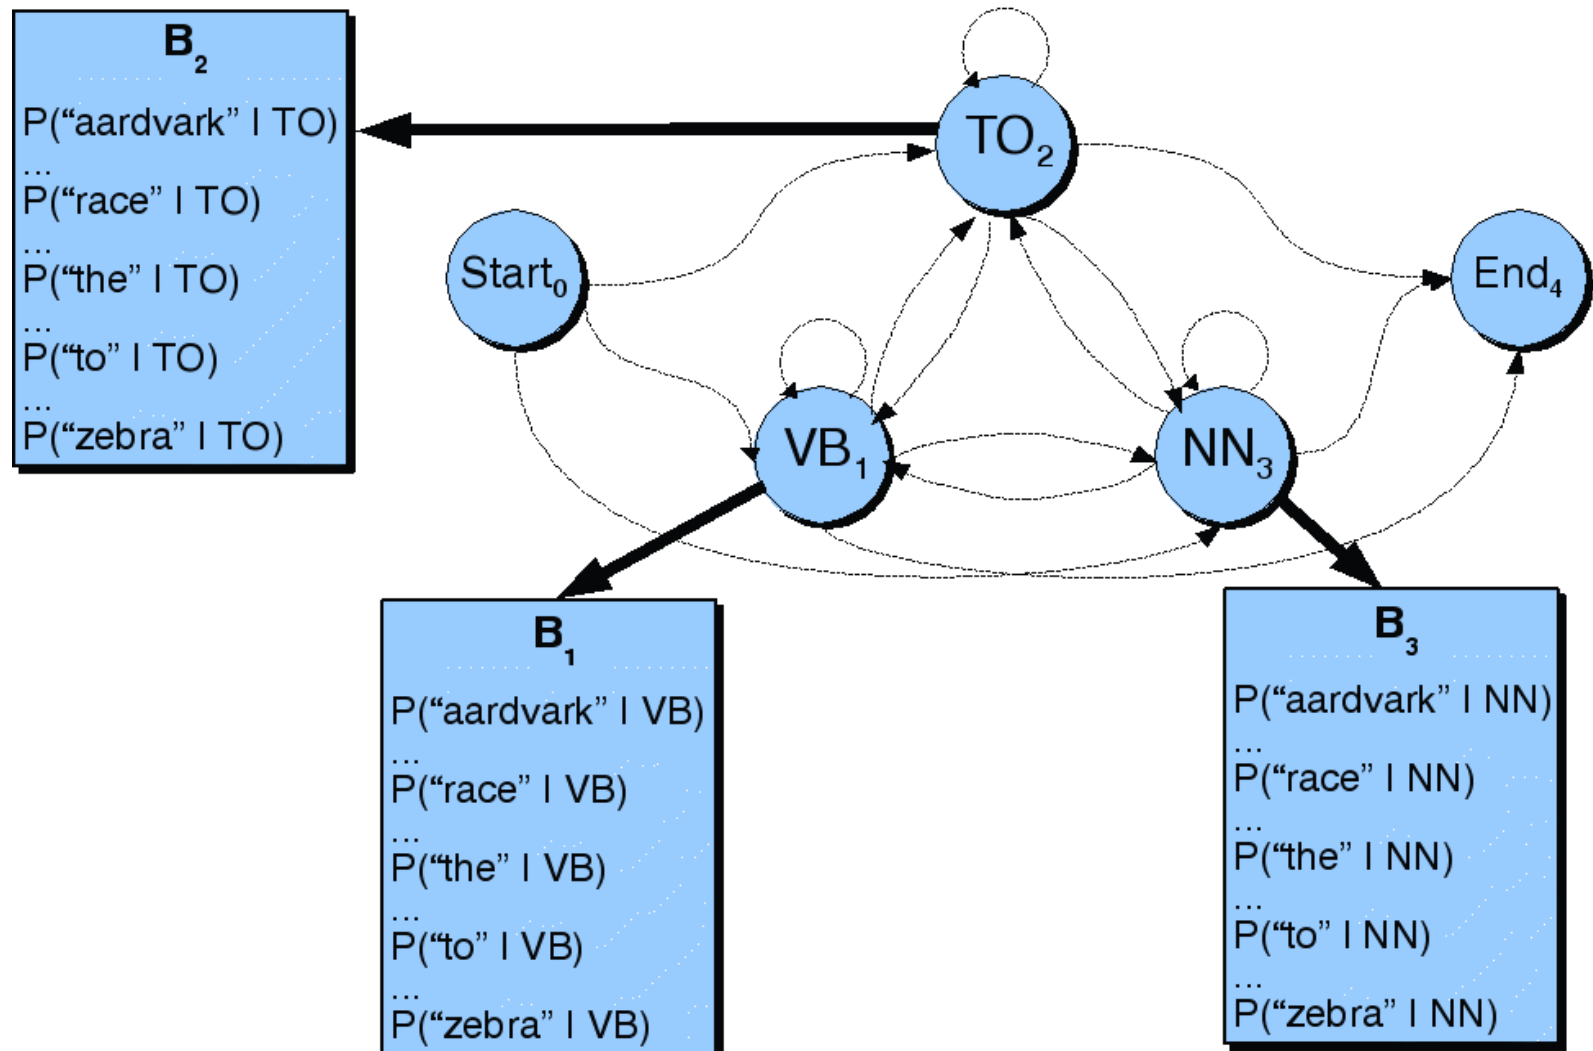 B₂
P(“aardvark” | TO)
...
P(“race” | TO)
...
P(“the” | TO)
...
P(“to” | TO)
...
P(“zebra” | TO)
TO₂
Start₀
End₄
VB₁
NN₃
B₁
P(“aardvark” | VB)
...
P(“race” | VB)
...
P(“the” | VB)
...
P(“to” | VB)
...
P(“zebra” | VB)
B₃
P(“aardvark” | NN)
...
P(“race” | NN)
...
P(“the” | NN)
...
P(“to” | NN)
...
P(“zebra” | NN)